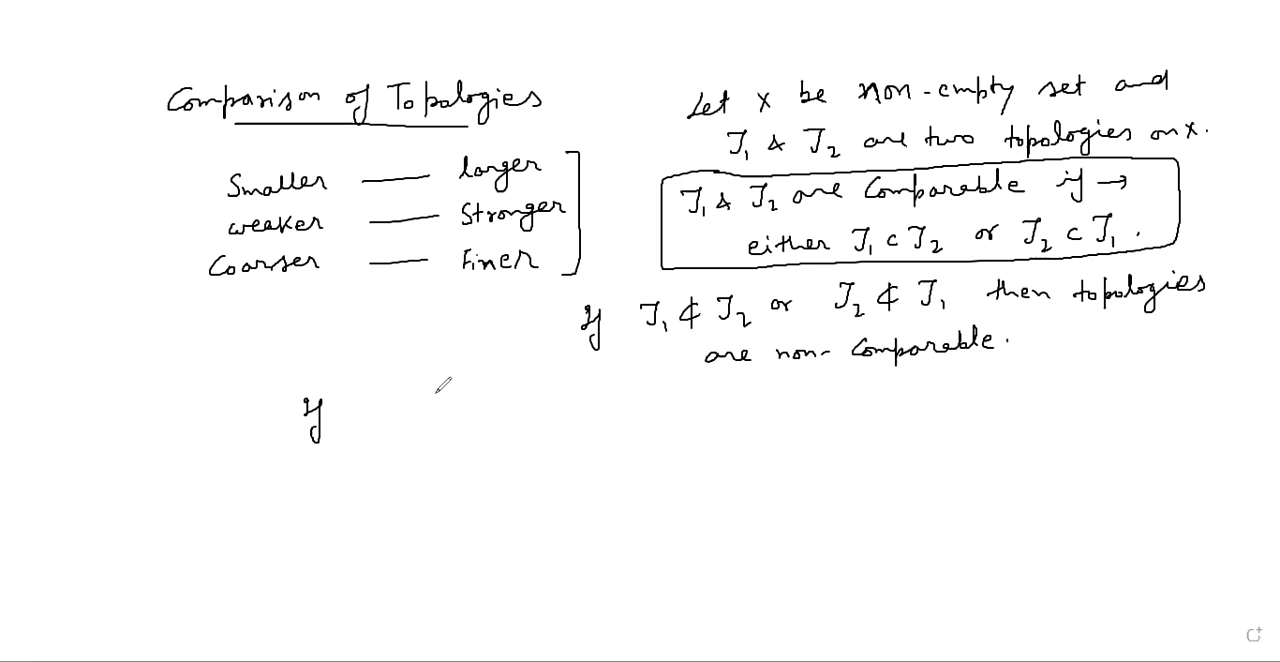 Comparison of Topologies
Smaller — larger
weaker — Stronger
Coarser — Finer
Let X be non-empty set and
T₁ & T₂ are two topologies on X.
T₁ & T₂ are Comparable if →
either T₁ ⊂ T₂ or T₂ ⊂ T₁.
If T₁ ⊄ T₂ or T₂ ⊄ T₁ then topologies
are non-Comparable.
If